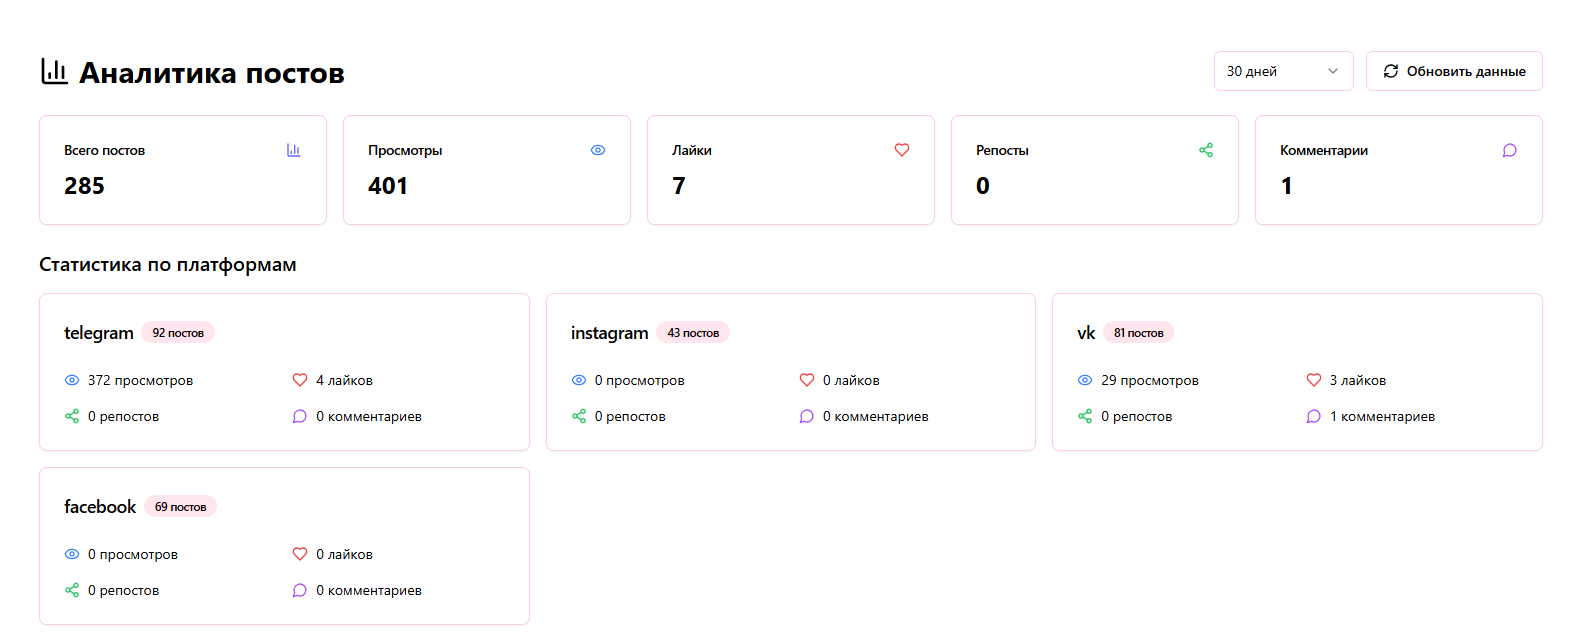 Аналитика постов
30 дней
Обновить данные
Всего постов
285
Просмотры
401
Лайки
7
Репосты
0
Комментарии
1
Статистика по платформам
telegram 92 постов
372 просмотров
4 лайков
0 репостов
0 комментариев
instagram 43 постов
0 просмотров
0 лайков
0 репостов
0 комментариев
vk 81 постов
29 просмотров
3 лайков
0 репостов
1 комментариев
facebook 69 постов
0 просмотров
0 лайков
0 репостов
0 комментариев